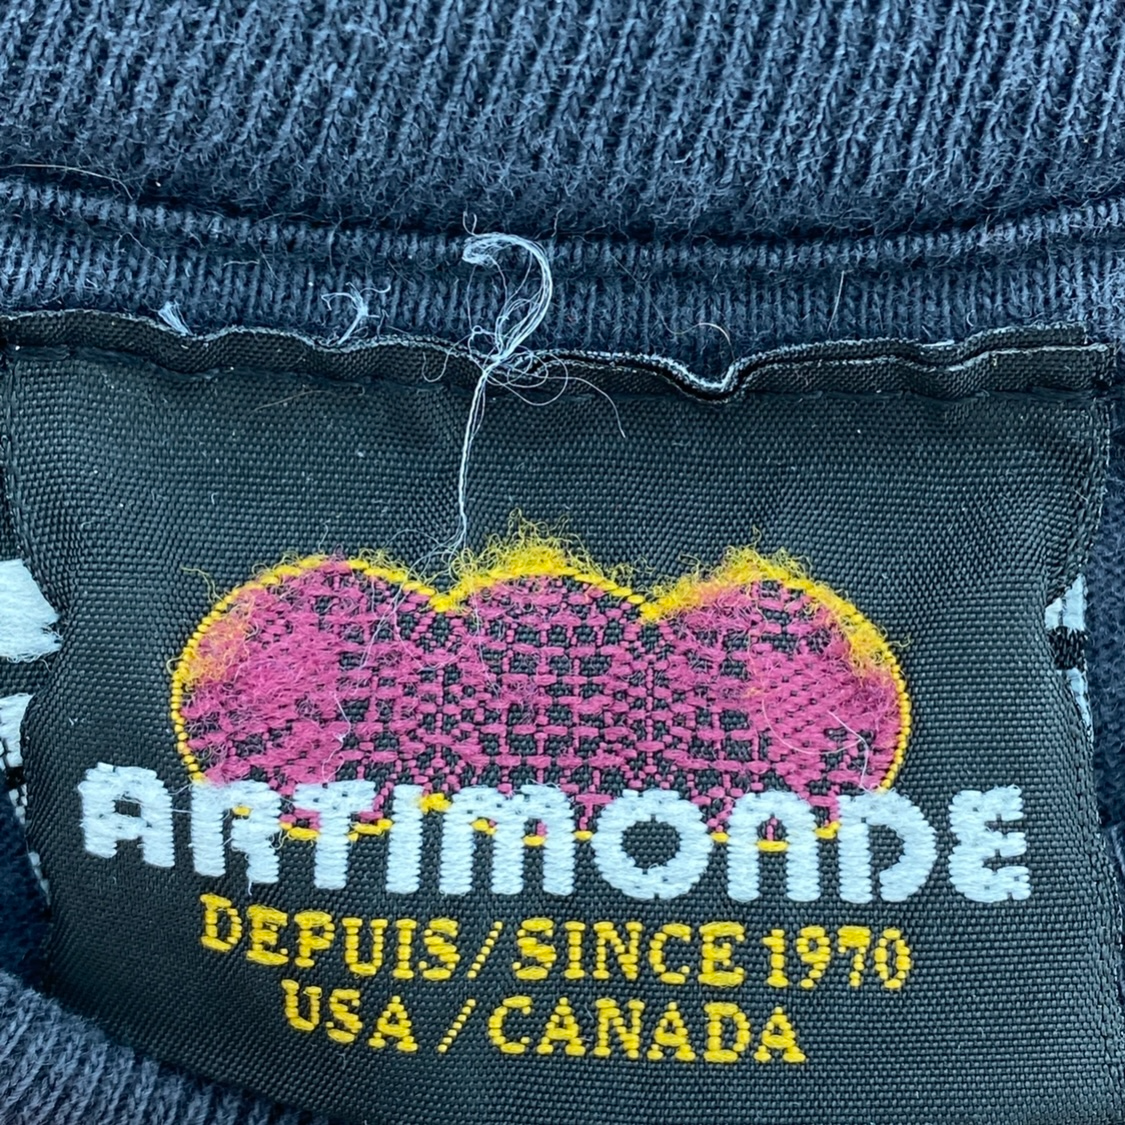 ARTIMONDE
DEPUIS/SINCE 1970
USA / CANADA